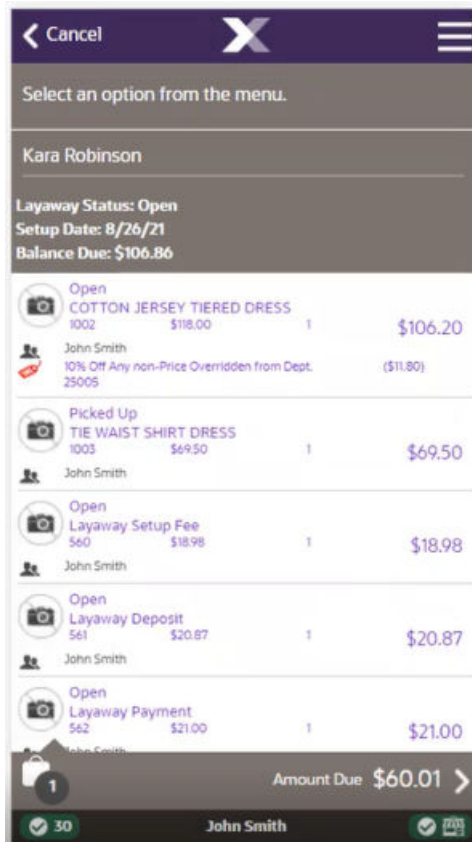 Cancel
Select an option from the menu.
Kara Robinson
Layaway Status: Open
Setup Date: 8/26/21
Balance Due: $106.86
Open
COTTON JERSEY TIERED DRESS
1002 $118.00 1 $106.20
John Smith
10% Off Any non-Price Overridden from Dept. ($11.80)
25005
Picked Up
TIE WAIST SHIRT DRESS
1003 $69.50 1 $69.50
John Smith
Open
Layaway Setup Fee
560 $18.98 1 $18.98
John Smith
Open
Layaway Deposit
561 $20.87 1 $20.87
John Smith
Open
Layaway Payment
562 $21.00 1 $21.00
John Smith
1 Amount Due $60.01
30 John Smith